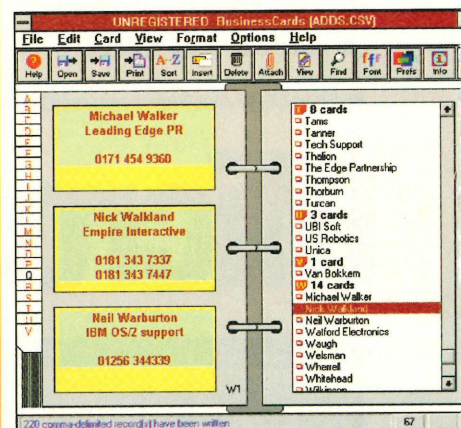 UNREGISTERED BusinessCards [ADDS.CSV]
File Edit Card View Format Options Help
Help Open Save Print Sort Insert Delete Attach View Find Font Prefs Info
Michael Walker
Leading Edge PR
0171 454 9360
Nick Walkland
Empire Interactive
0181 343 7337
0181 343 7447
Neil Warburton
IBM OS/2 support
01256 344339
W1
T 8 cards
Tams
Tanner
Tech Support
Thalion
The Edge Partnership
Thompson
Thorburn
Turcan
U 3 cards
UBI Soft
US Robotics
Unica
V 1 card
Van Bokkem
W 14 cards
Michael Walker
Nick Walkland
Neil Warburton
Walford Electronics
Waugh
Welsman
Wherrell
Whitehead
Wilkinson
220 comma-delimited record(s) have been written
67